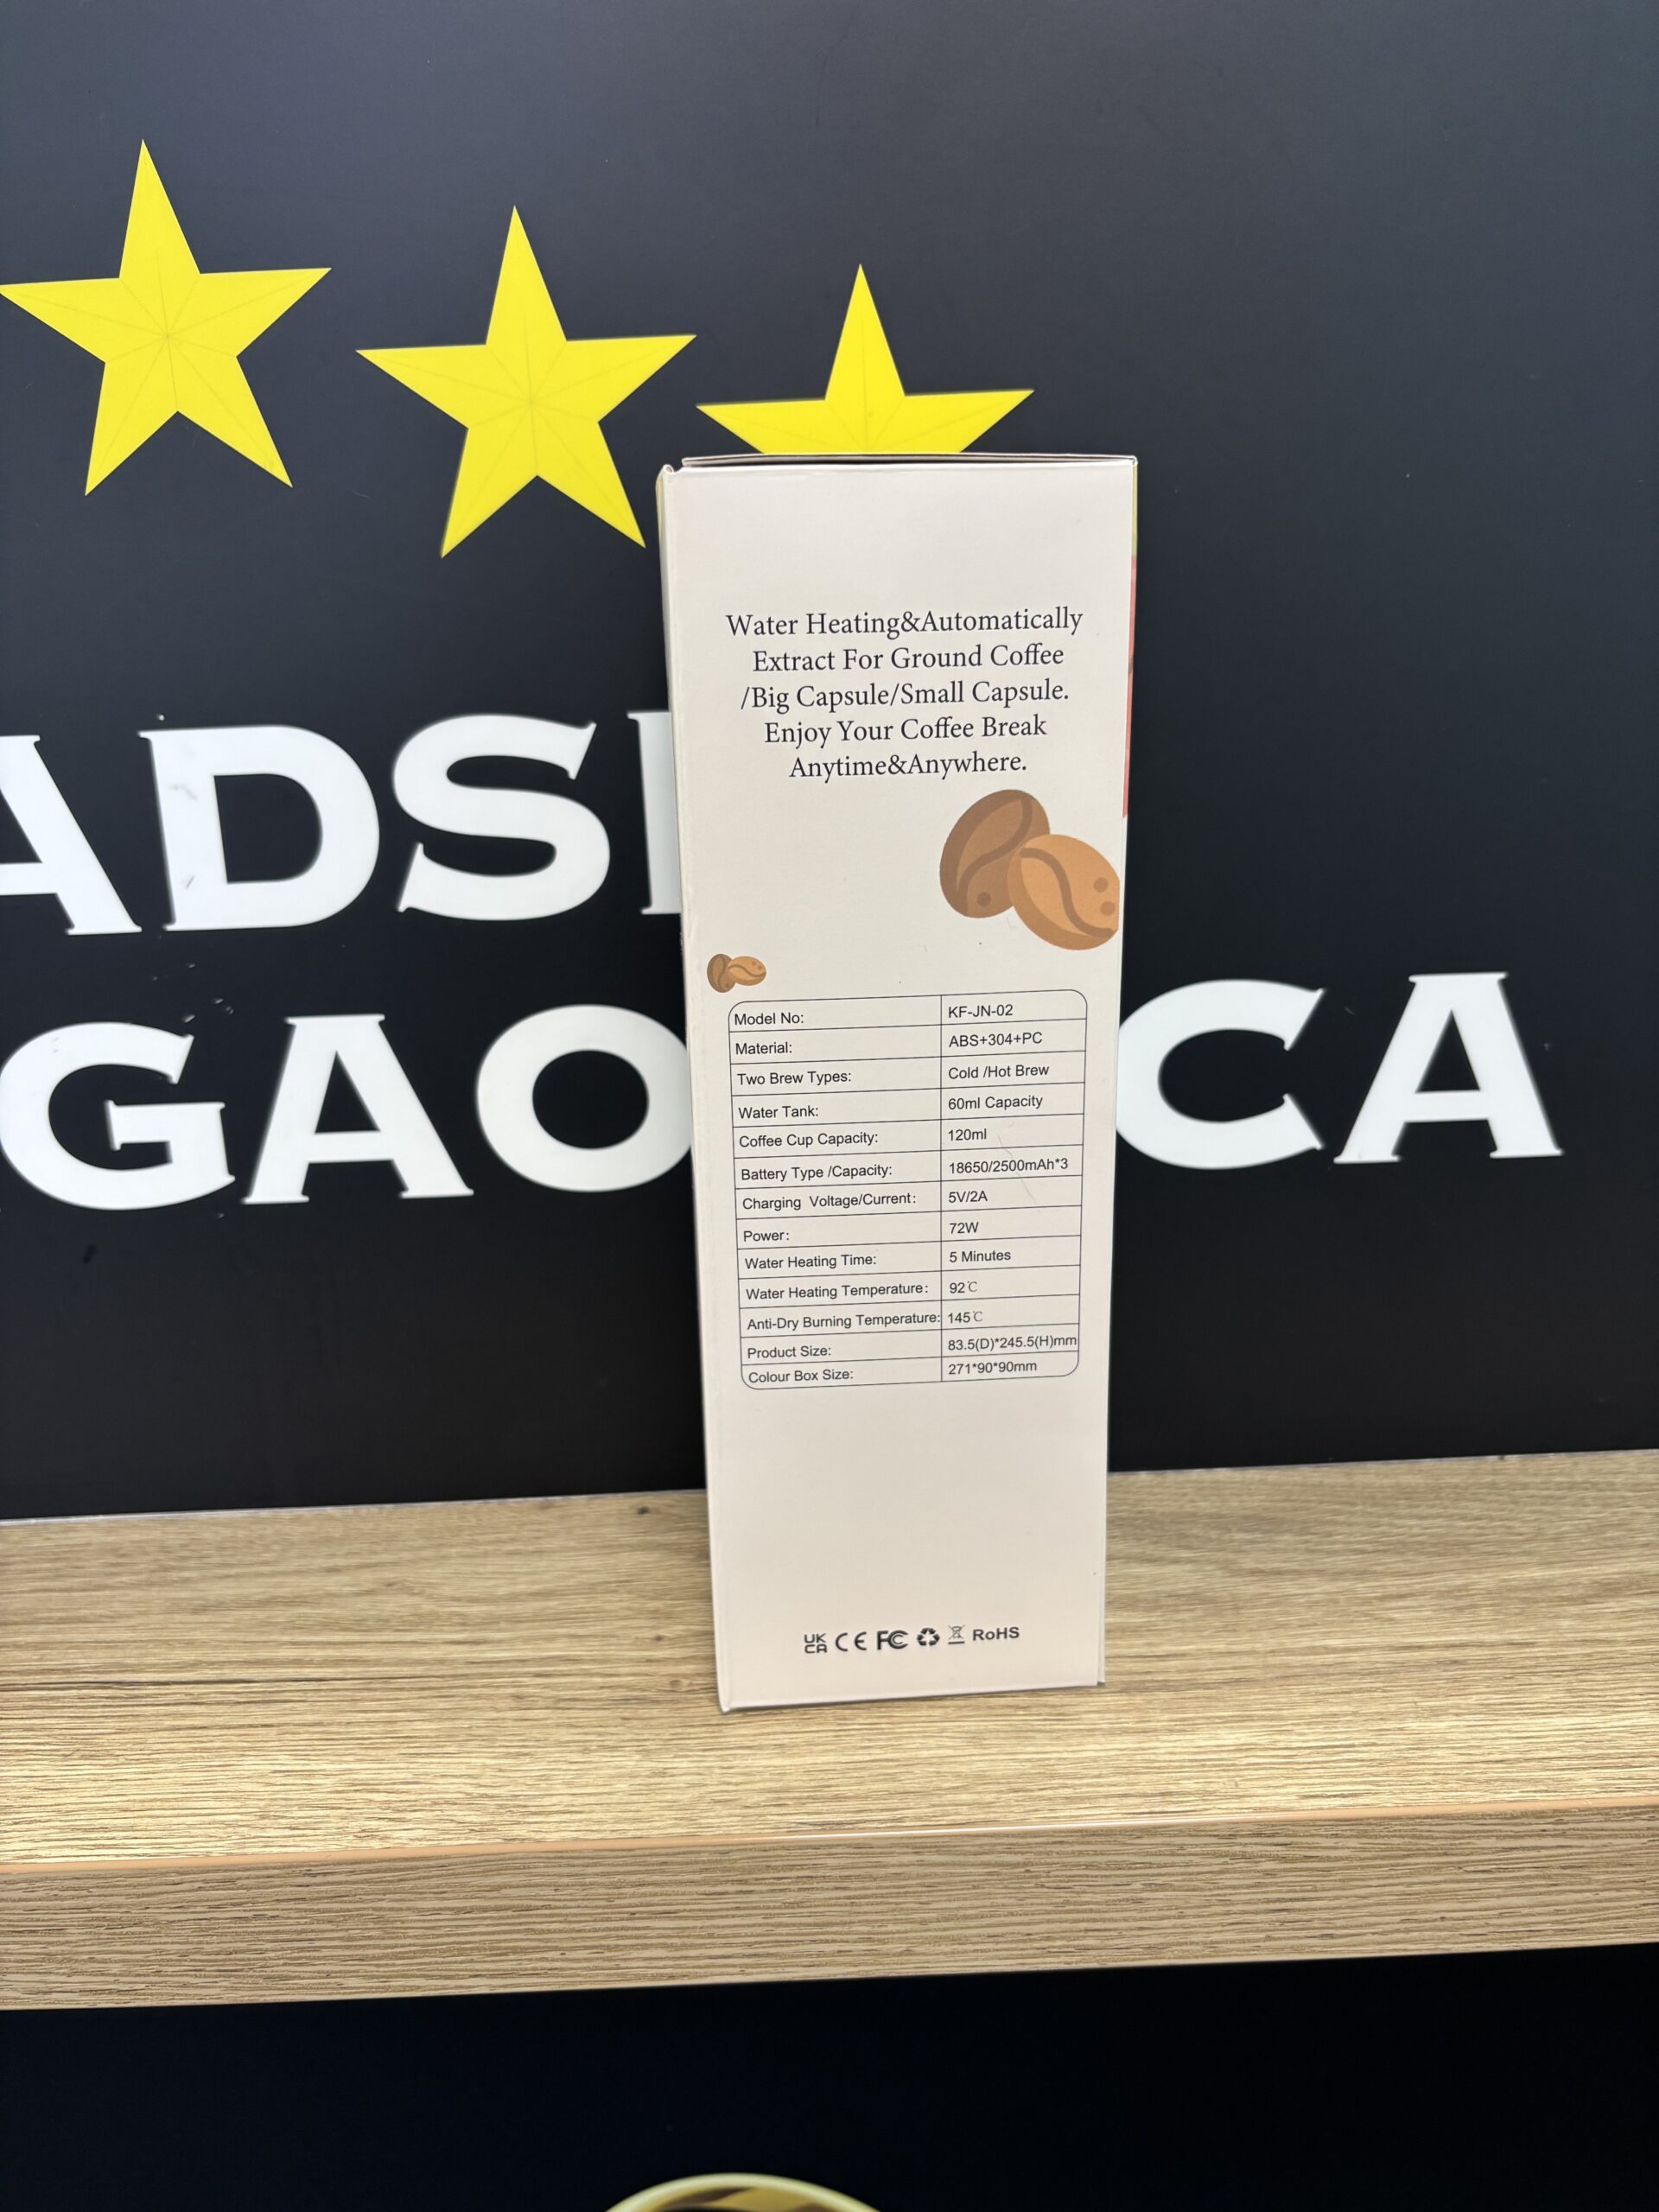 ADS
GAO CA
Water Heating&Automatically
Extract For Ground Coffee
/Big Capsule/Small Capsule.
Enjoy Your Coffee Break
Anytime&Anywhere.
Model No: KF-JN-02
Material: ABS+304+PC
Two Brew Types: Cold /Hot Brew
Water Tank: 60ml Capacity
Coffee Cup Capacity: 120ml
Battery Type /Capacity: 18650/2500mAh*3
Charging Voltage/Current: 5V/2A
Power: 72W
Water Heating Time: 5 Minutes
Water Heating Temperature: 92℃
Anti-Dry Burning Temperature: 145℃
Product Size: 83.5(D)*245.5(H)mm
Colour Box Size: 271*90*90mm
UK
CA CE FC RoHS